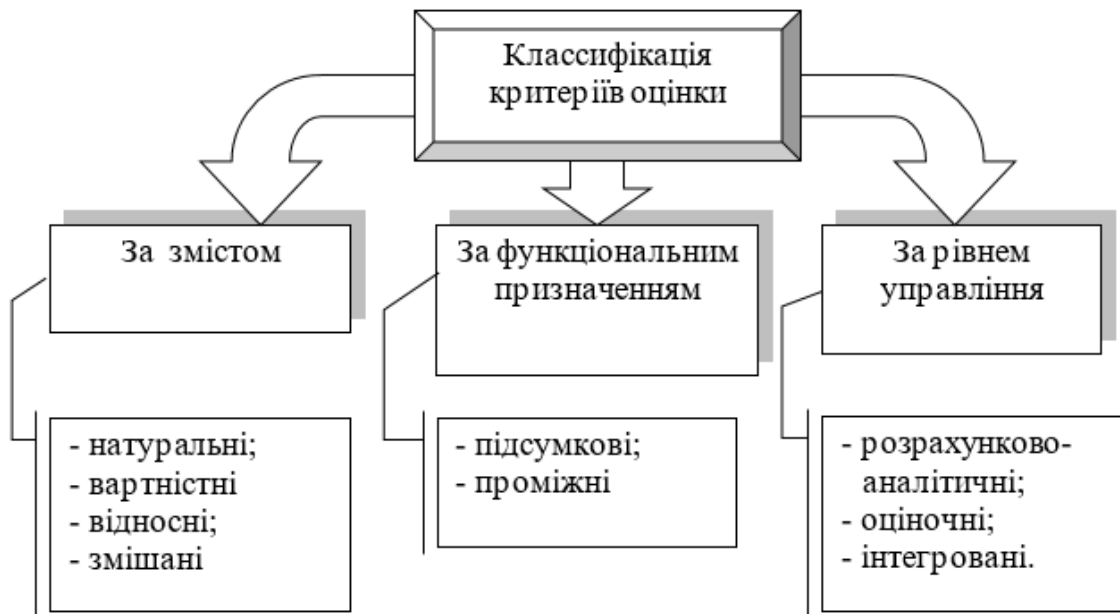 Классифікація
критеріїв оцінки
За змістом
За функціональним
призначенням
За рівнем
управління
- натуральні;
- вартністні
- відносні;
- змішані
- підсумкові;
- проміжні
- розрахунково-
аналітичні;
- оціночні;
- інтегровані.